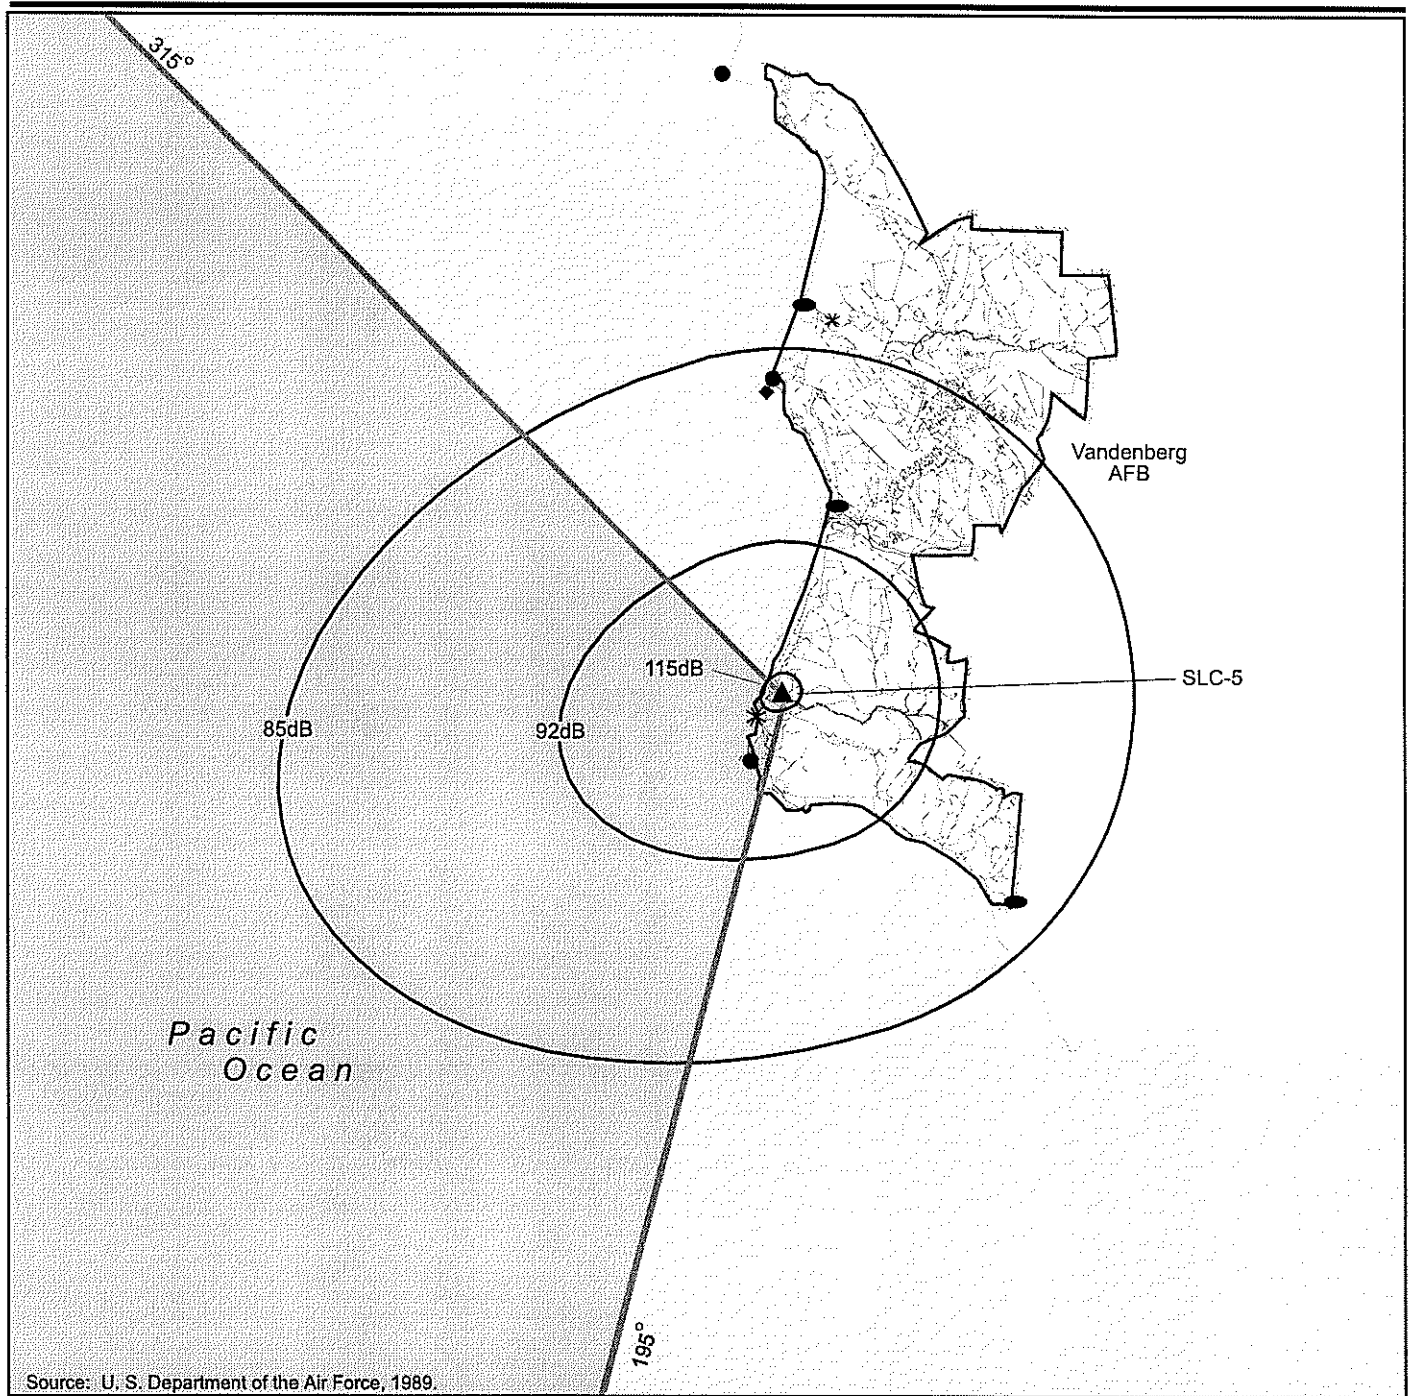 315°
Vandenberg
AFB
115dB
SLC-5
85dB
92dB
Pacific
Ocean
195°
Source: U. S. Department of the Air Force, 1989.